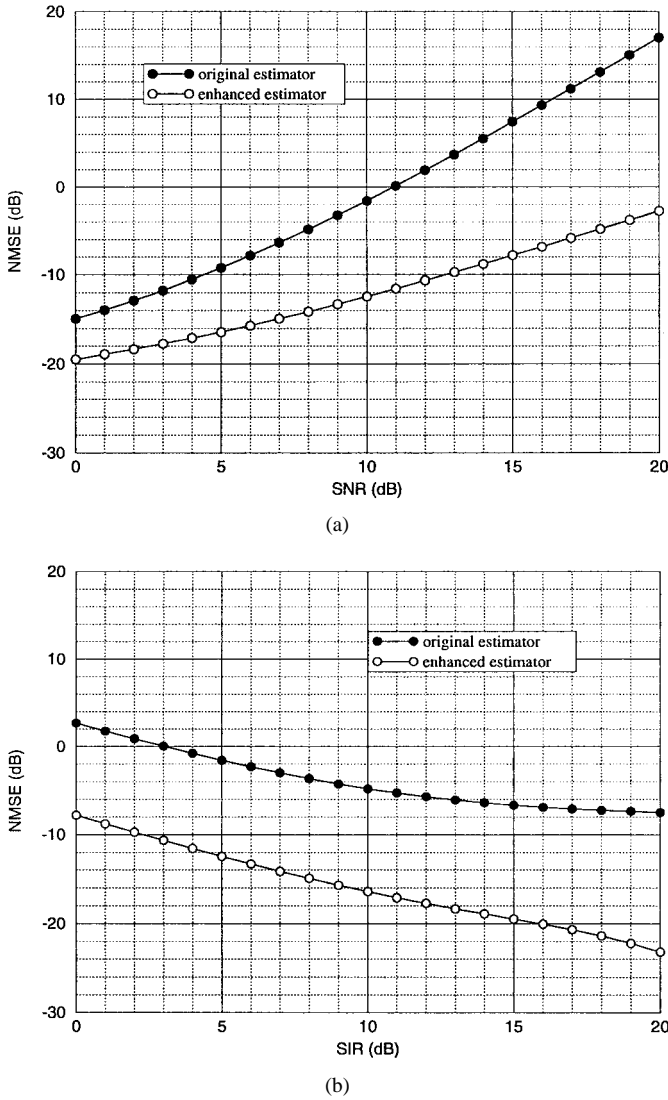 20
10
0
-10
-20
-30
NMSE (dB)
original estimator
enhanced estimator
0 5 10 15 20
SNR (dB)
(a)
20
10
0
-10
-20
-30
NMSE (dB)
original estimator
enhanced estimator
0 5 10 15 20
SIR (dB)
(b)